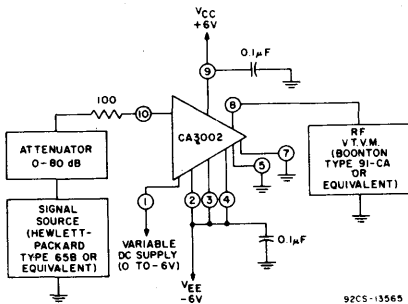 VCC
+6V
0.1µF
9
100
10
8
CA3002
7
5
ATTENUATOR
0-80 dB
RF
V.T.V.M.
(BOONTON
TYPE 91-CA
OR
EQUIVALENT)
1
2
3
4
SIGNAL
SOURCE
(HEWLETT-
PACKARD
TYPE 65B OR
EQUIVALENT)
VARIABLE
DC SUPPLY
(0 TO-6V)
0.1µF
VEE
-6V
92CS-13565